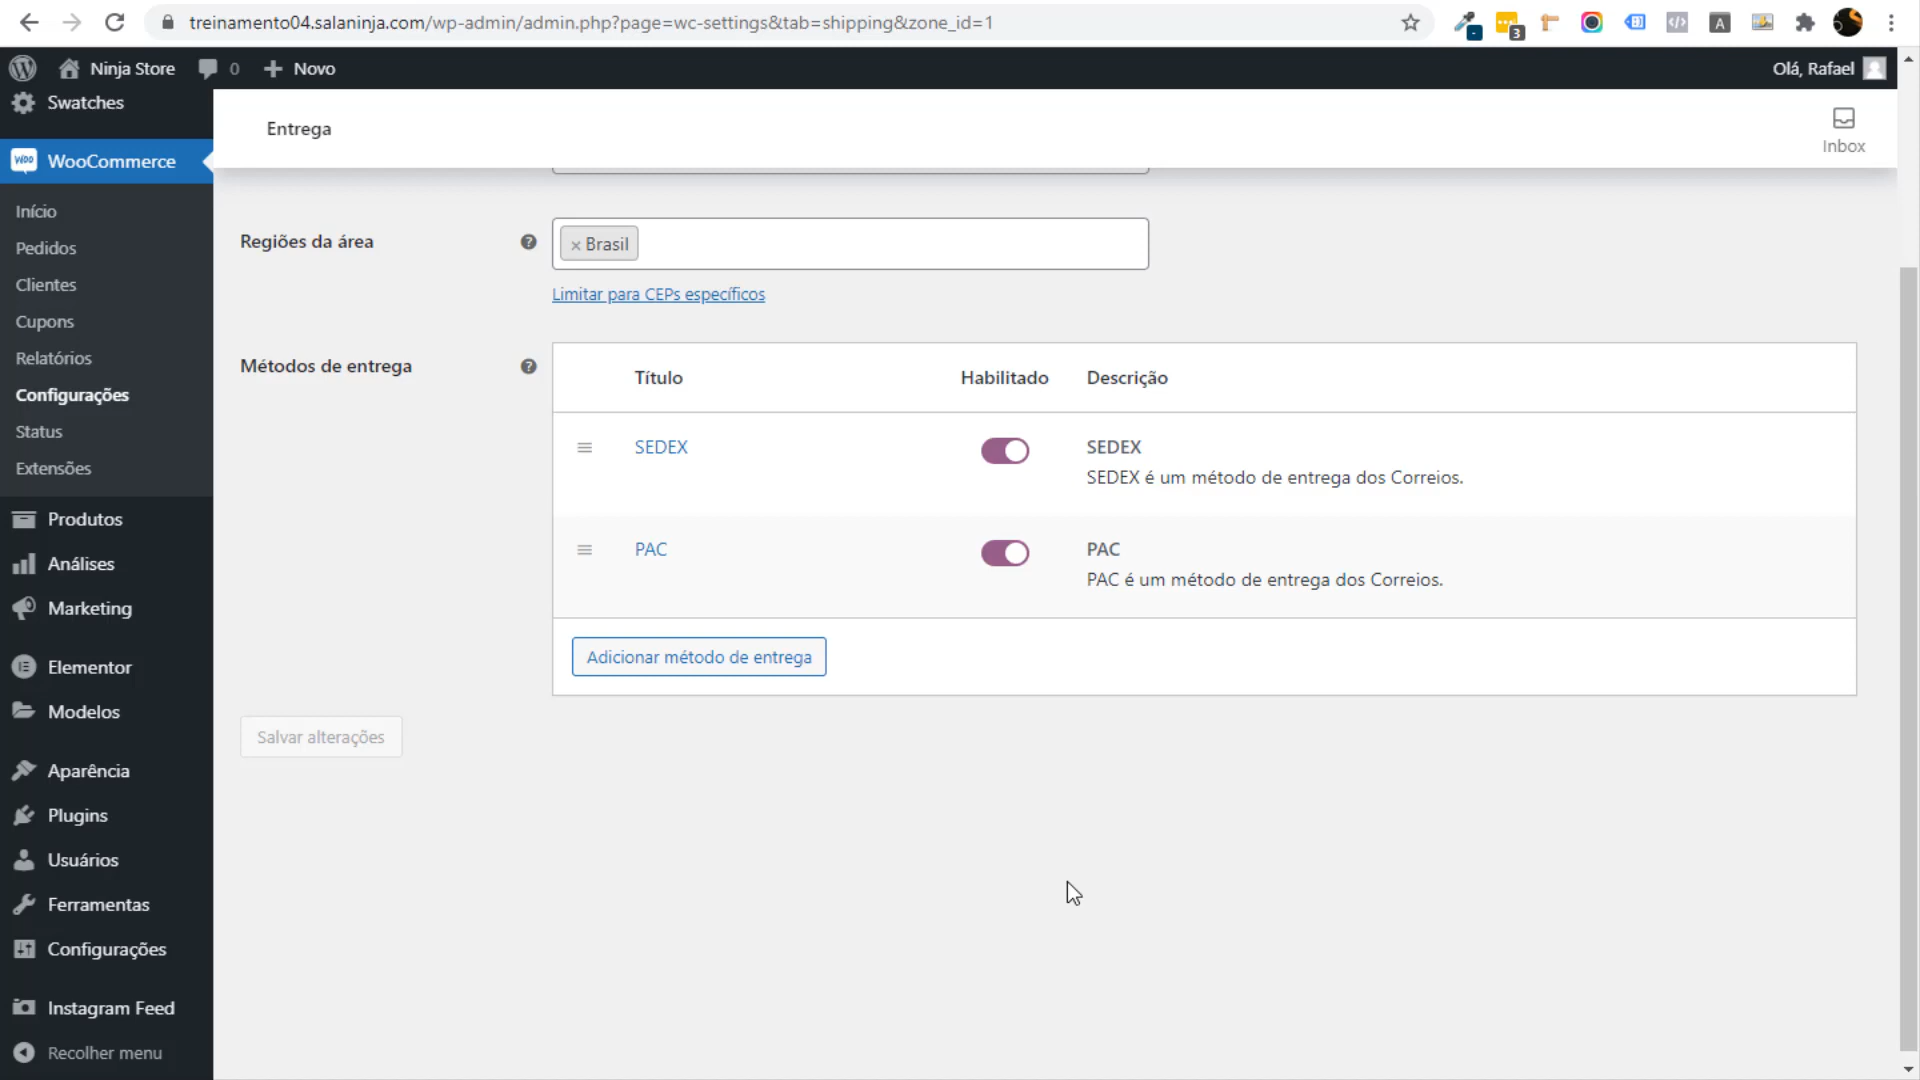 treinamento04.salaninja.com/wp-admin/admin.php?page=wc-settings&tab=shipping&zone_id=1
3
A
Ninja Store
0
Novo
Olá, Rafael
Swatches
WooCommerce
Início
Pedidos
Clientes
Cupons
Relatórios
Configurações
Status
Extensões
Produtos
Análises
Marketing
Elementor
Modelos
Aparência
Plugins
Usuários
Ferramentas
Configurações
Instagram Feed
Recolher menu
Entrega
Inbox
Regiões da área
× Brasil
Limitar para CEPs específicos
Métodos de entrega
Título Habilitado Descrição
SEDEX
SEDEX
SEDEX é um método de entrega dos Correios.
PAC
PAC
PAC é um método de entrega dos Correios.
Adicionar método de entrega
Salvar alterações